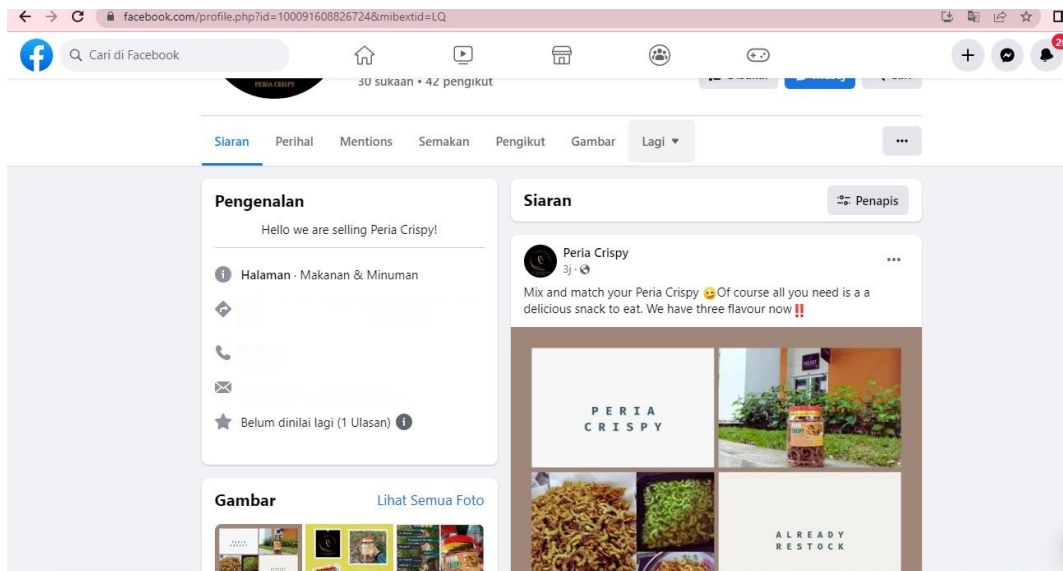 facebook.com/profile.php?id=100091608826724&mibextid=LQ
Cari di Facebook
PERIA CRISPY
30 sukaan • 42 pengikut
Siaran Perihal Mentions Semakan Pengikut Gambar Lagi
Pengenalan
Hello we are selling Peria Crispy!
Halaman · Makanan & Minuman
Belum dinilai lagi (1 Ulasan)
Gambar Lihat Semua Foto
Siaran Penapis
Peria Crispy
3j ·
Mix and match your Peria Crispy 😜Of course all you need is a a
delicious snack to eat. We have three flavour now‼️
PERIA
CRISPY
ALREADY
RESTOCK